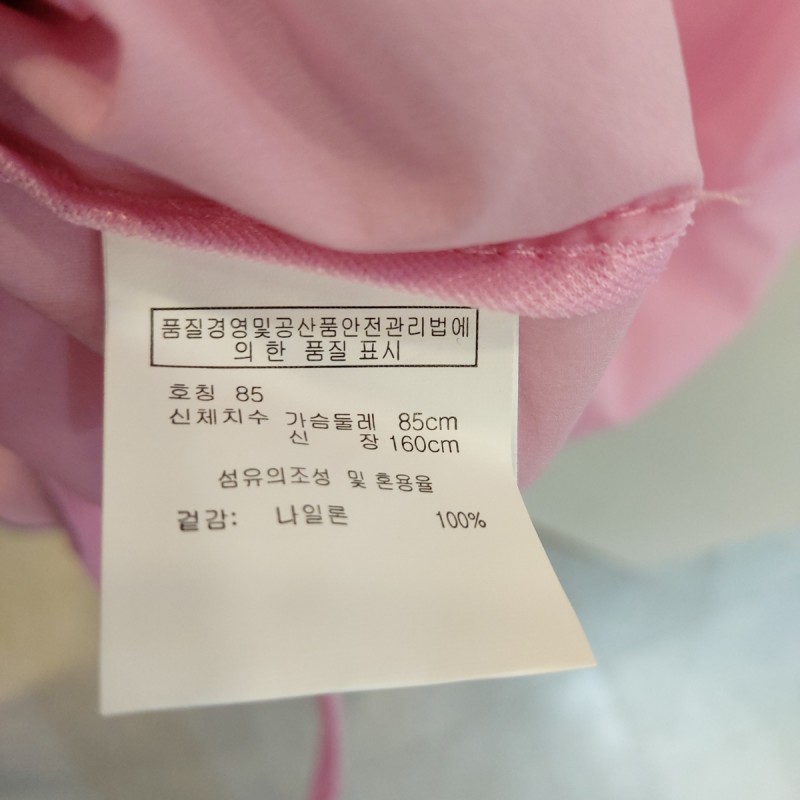 품질경영및공산품안전관리법에
의 한 품질 표시
호칭 85
신체치수 가슴둘레 85cm
신 장 160cm
섬유의조성 및 혼용율
겉감: 나일론 100%